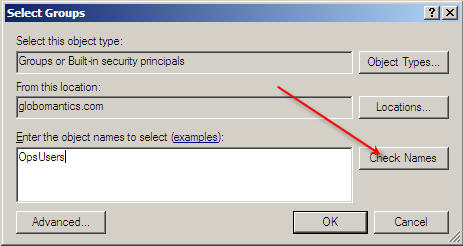 Select Groups
Select this object type:
Groups or Built-in security principals
Object Types...
From this location:
globomantics.com
Locations...
Enter the object names to select (examples):
OpsUsers
Check Names
Advanced...
OK
Cancel